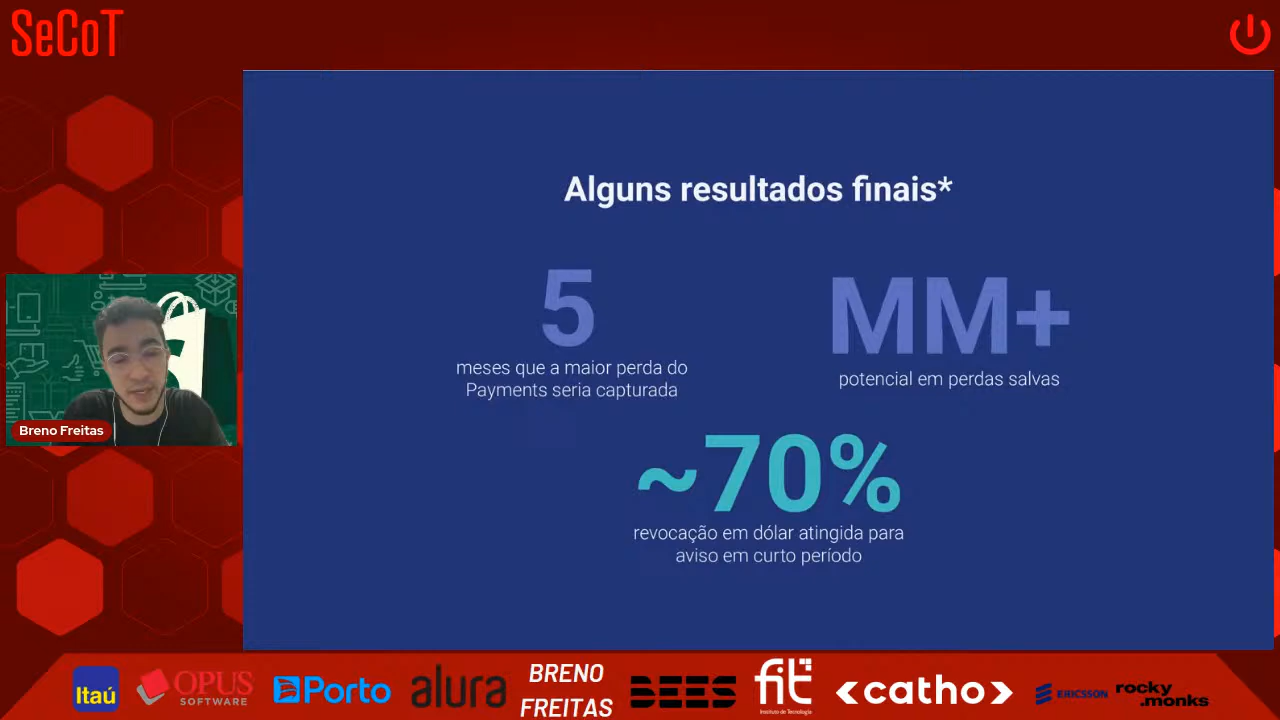 SeCoT
Alguns resultados finais*
5
meses que a maior perda do
Payments seria capturada
MM+
potencial em perdas salvas
~70%
revocação em dólar atingida para
aviso em curto período
Breno Freitas
Itaú
OPUS
SOFTWARE
Porto
alura
BRENO
FREITAS
BEES
fit
Instituto de Tecnologia
catho
ERICSSON
rocky
.monks